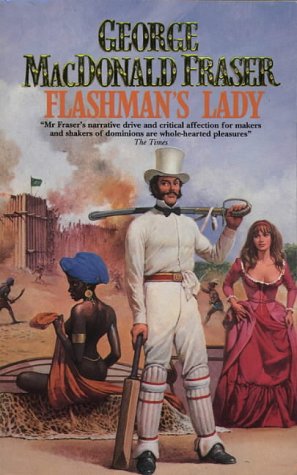 GEORGE
MACDONALD FRASER
FLASHMAN'S LADY
"Mr Fraser's narrative drive and critical affection for makers
and shakers of dominions are whole-hearted pleasures"
The Times